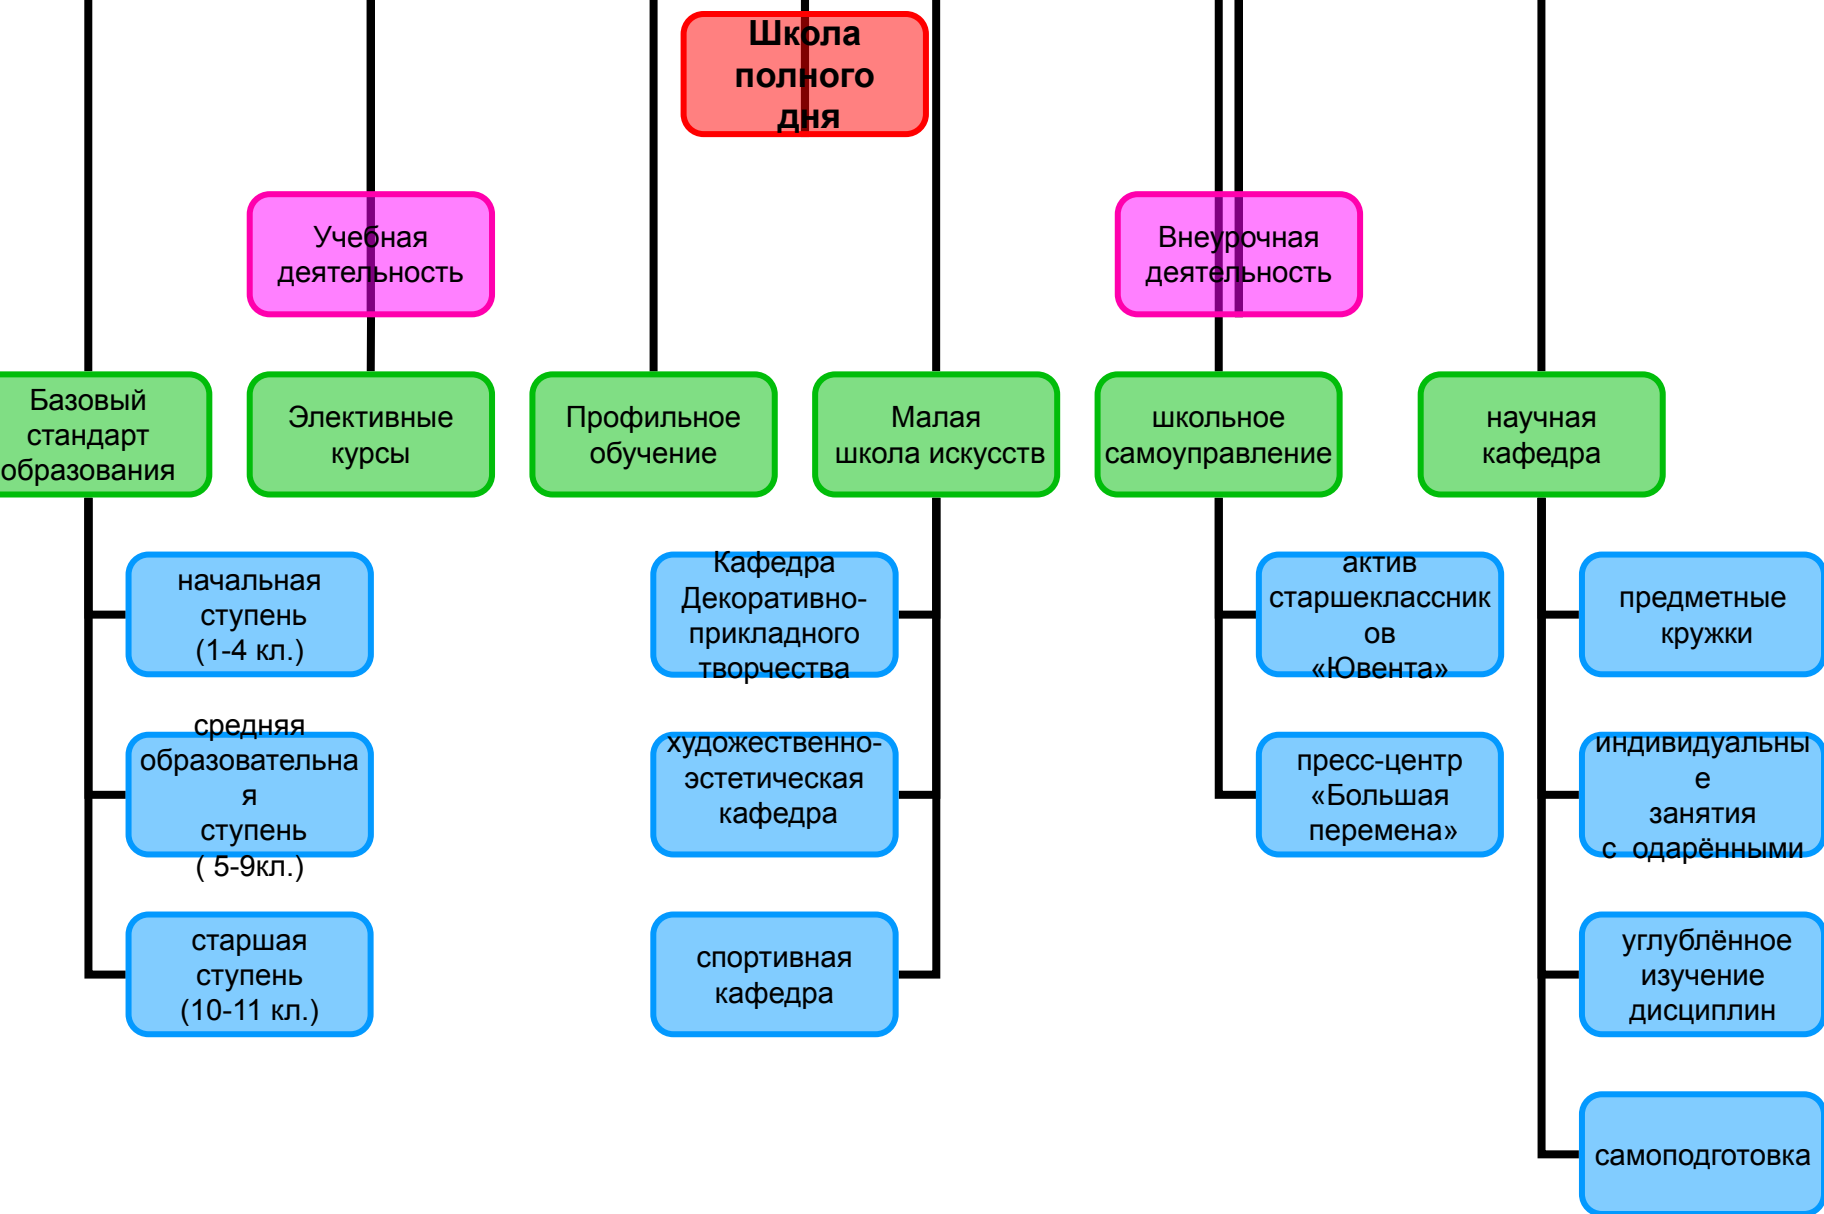 Школа
полного
дня
Учебная
деятельность
Внеурочная
деятельность
Базовый
стандарт
образования
Элективные
курсы
Профильное
обучение
Малая
школа искусств
школьное
самоуправление
научная
кафедра
начальная
ступень
(1-4 кл.)
средняя
образовательна
я
ступень
( 5-9кл.)
старшая
ступень
(10-11 кл.)
Кафедра
Декоративно-
прикладного
творчества
художественно-
эстетическая
кафедра
спортивная
кафедра
актив
старшеклассник
ов
«Ювента»
пресс-центр
«Большая
перемена»
предметные
кружки
индивидуальны
е
занятия
с одарёнными
углублённое
изучение
дисциплин
самоподготовка